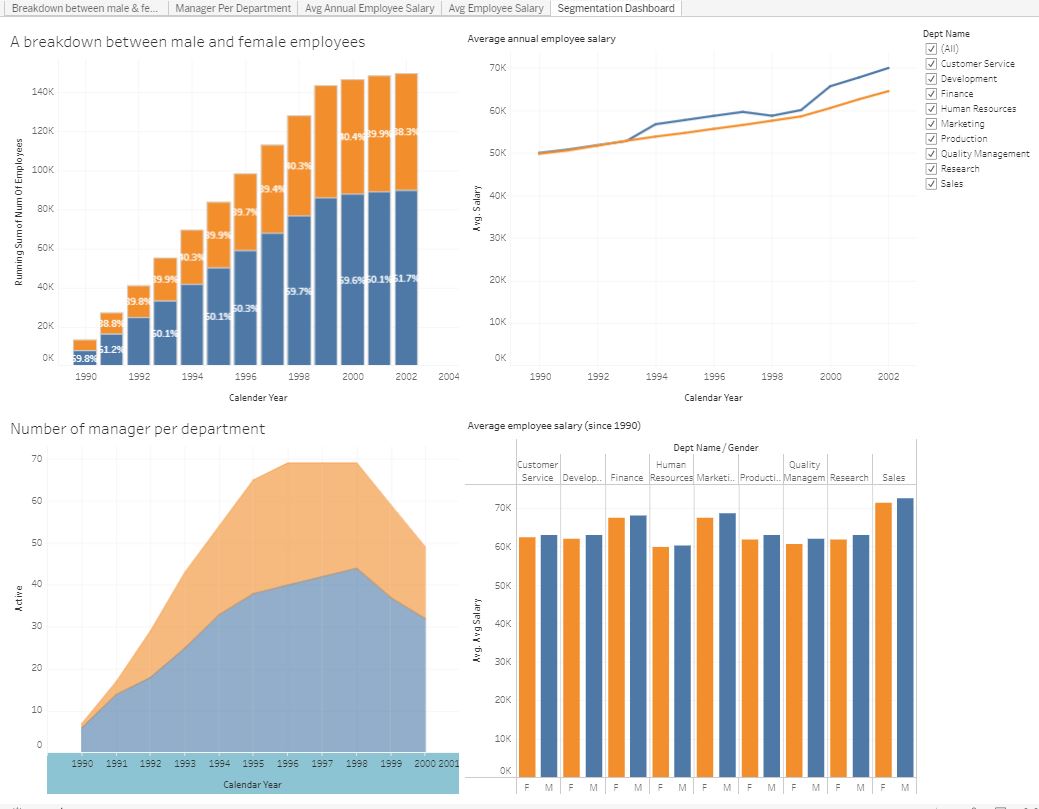 Breakdown between male & fe...
Manager Per Department
Avg Annual Employee Salary
Avg Employee Salary
Segmentation Dashboard
A breakdown between male and female employees
Running Sum of Num Of Employees
140K
120K
100K
80K
60K
40K
20K
0K
40.4% 39.9% 38.3%
40.3%
39.4%
39.7%
39.9%
40.3%
39.9%
39.8%
38.8%
59.8%
61.2%
60.1%
60.1%
60.3%
59.7%
59.6% 60.1% 61.7%
1990 1992 1994 1996 1998 2000 2002 2004
Calender Year
Average annual employee salary
Avg. Salary
70K
60K
50K
40K
30K
20K
10K
0K
1990 1992 1994 1996 1998 2000 2002
Calendar Year
Dept Name
(All)
Customer Service
Development
Finance
Human Resources
Marketing
Production
Quality Management
Research
Sales
Number of manager per department
Active
70
60
50
40
30
20
10
0
1990 1991 1992 1993 1994 1995 1996 1997 1998 1999 2000 2001
Calendar Year
Average employee salary (since 1990)
Dept Name / Gender
Customer Service
Develop..
Finance
Human Resources
Marketi..
Producti..
Quality Managem
Research
Sales
Avg. Avg Salary
70K
60K
50K
40K
30K
20K
10K
0K
F M F M F M F M F M F M F M F M F M